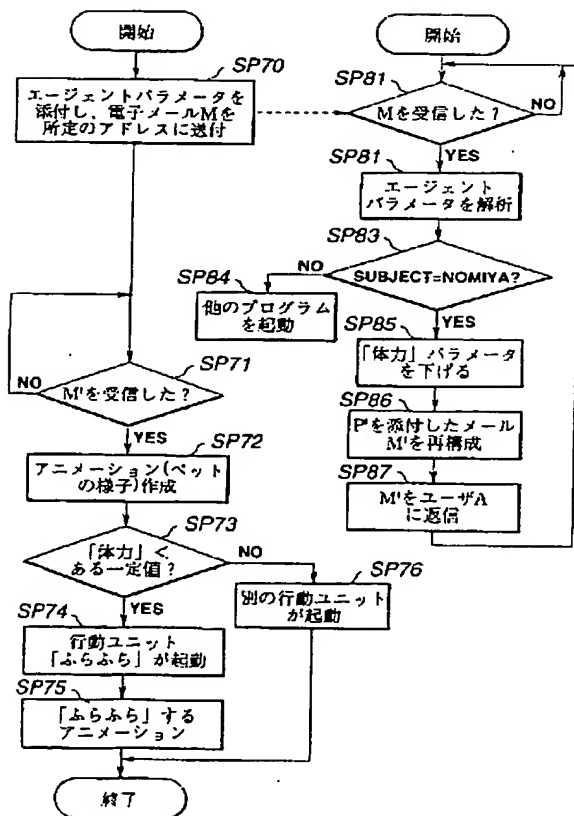 開始
SP70
エージェントパラメータを
添付し、電子メールMを
所定のアドレスに送付
SP71
M'を受信した?
NO
YES
SP72
アニメーション(ペット
の様子)作成
SP73
「体力」<
ある一定値?
NO
YES
SP76
別の行動ユニット
が起動
SP74
行動ユニット
「ふらふら」が起動
SP75
「ふらふら」する
アニメーション
終了
開始
SP81
Mを受信した?
NO
YES
SP81
エージェント
パラメータを解析
SP83
SUBJECT=NOMIYA?
NO
YES
SP84
他のプログラム
を起動
SP85
「体力」パラメータ
を下げる
SP86
P'を添付したメール
M'を再構成
SP87
M'をユーザA
に返信